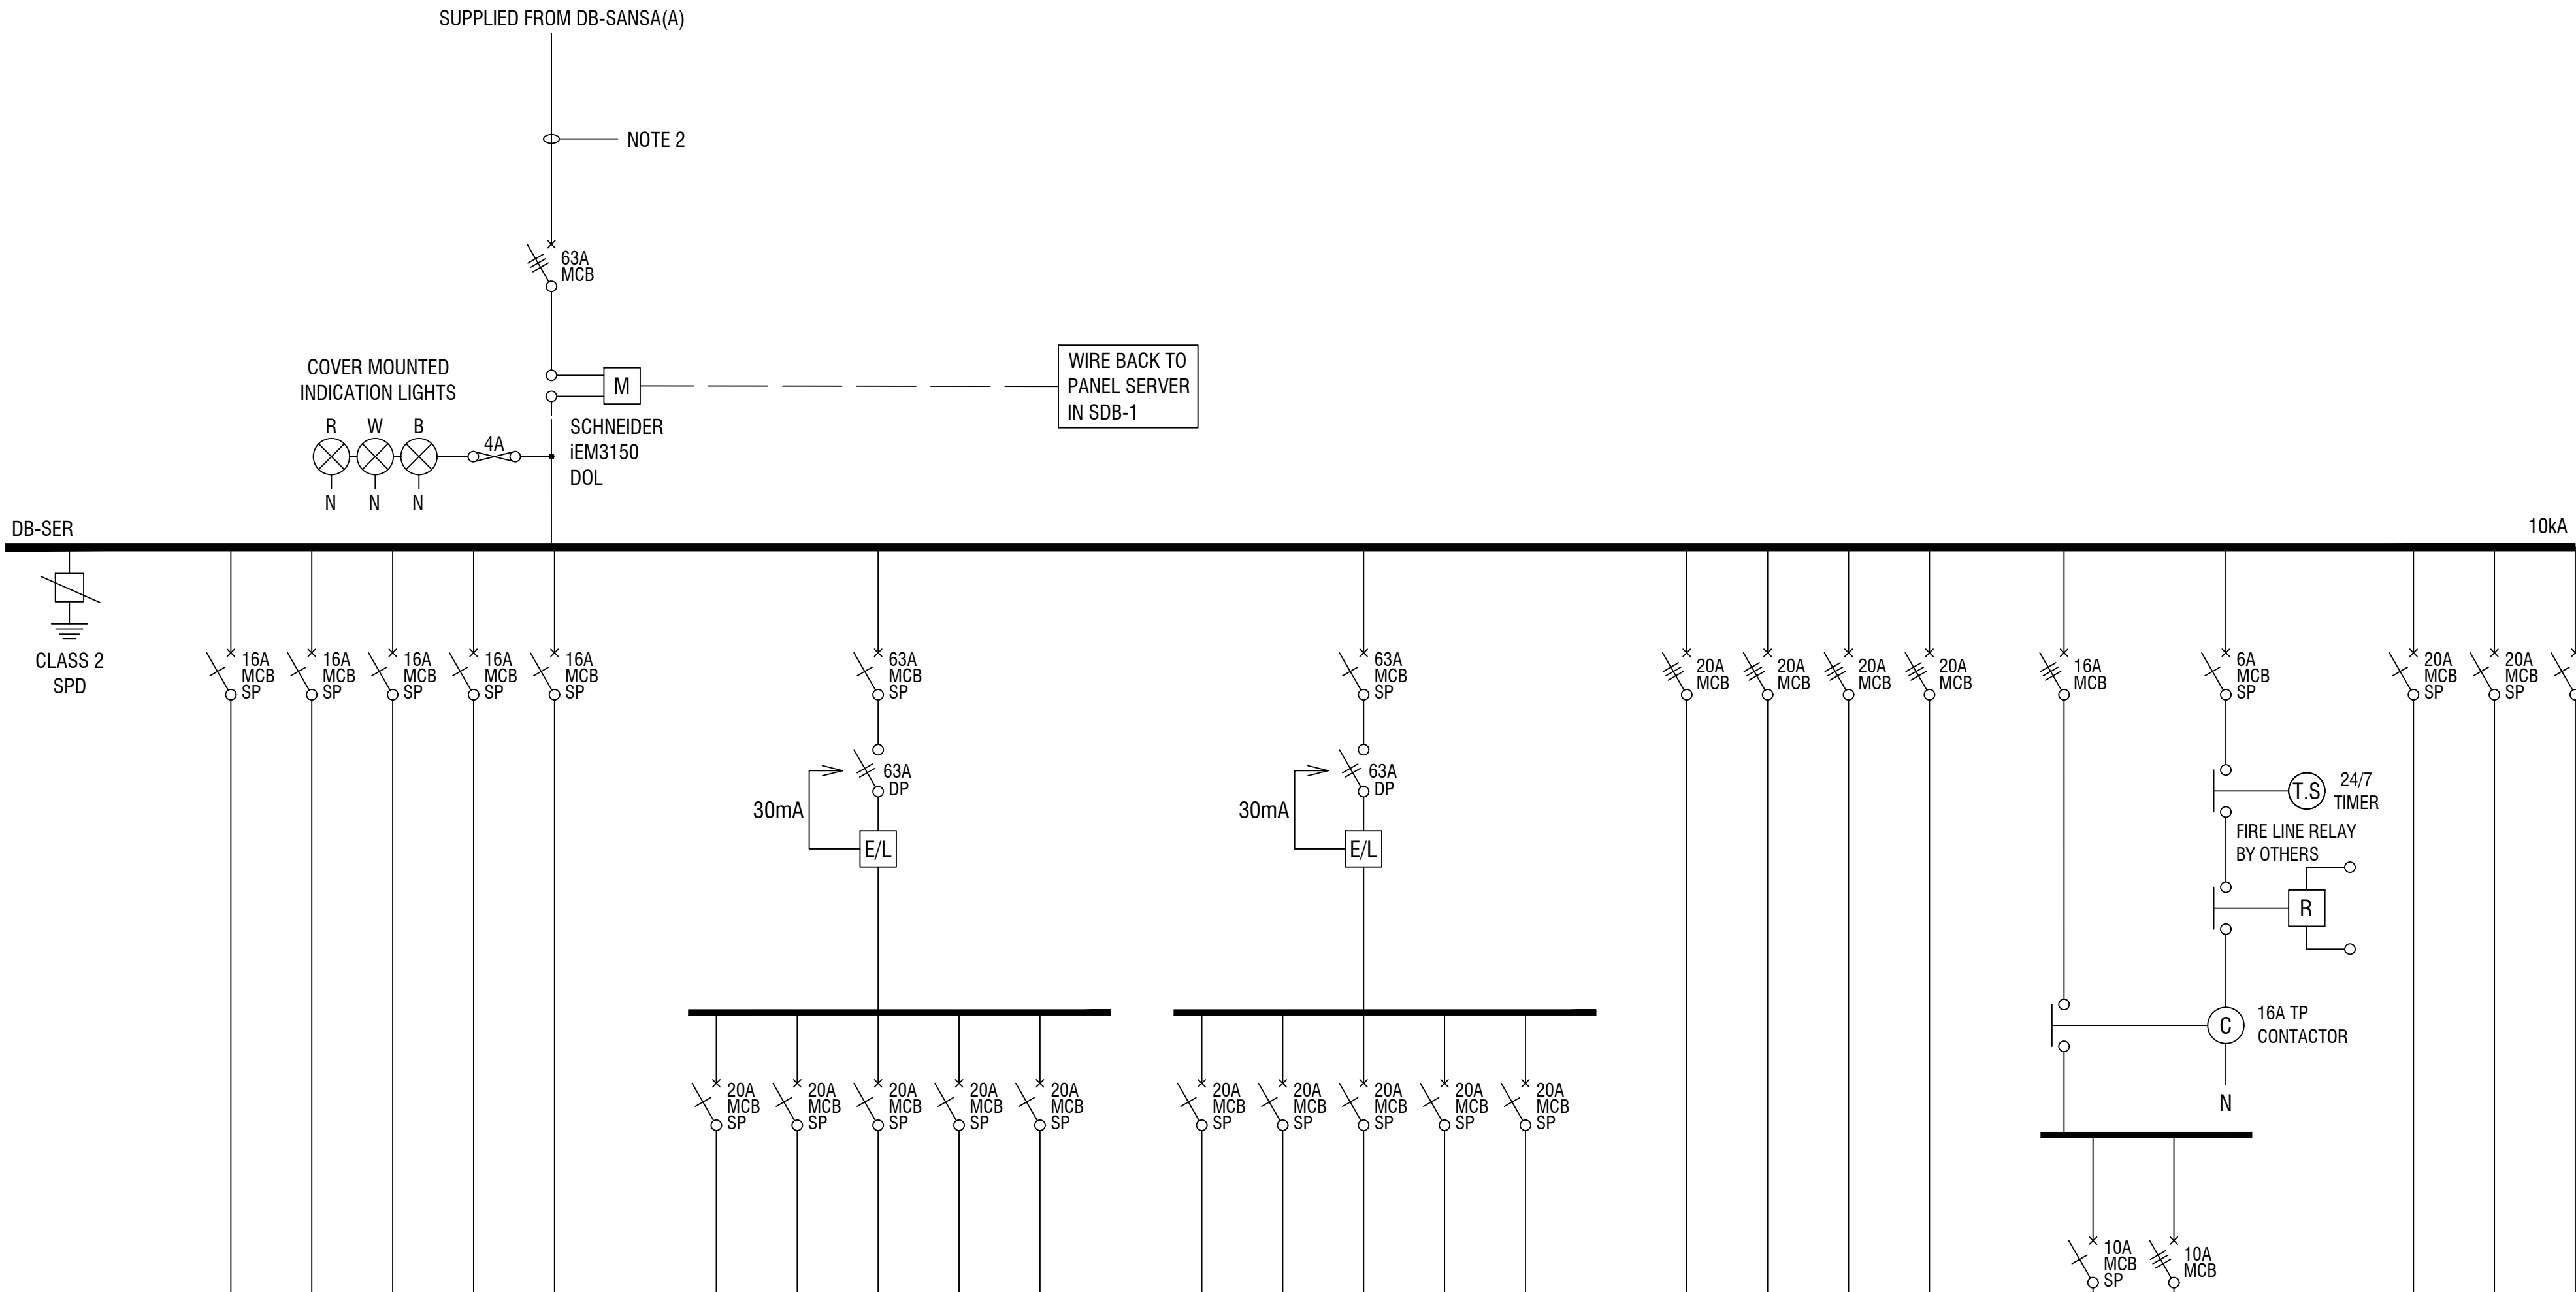 SUPPLIED FROM DB-SANSA(A)
NOTE 2
63A
MCB
COVER MOUNTED
INDICATION LIGHTS
R W B
4A
N N N
M
WIRE BACK TO
PANEL SERVER
IN SDB-1
SCHNEIDER
iEM3150
DOL
DB-SER
10kA
CLASS 2
SPD
16A
MCB
SP
16A
MCB
SP
16A
MCB
SP
16A
MCB
SP
16A
MCB
SP
63A
MCB
SP
63A
DP
30mA
E/L
63A
MCB
SP
63A
DP
30mA
E/L
20A
MCB
20A
MCB
20A
MCB
20A
MCB
16A
MCB
6A
MCB
SP
20A
MCB
SP
20A
MCB
SP
T.S
24/7
TIMER
FIRE LINE RELAY
BY OTHERS
R
C
16A TP
CONTACTOR
N
20A
MCB
SP
20A
MCB
SP
20A
MCB
SP
20A
MCB
SP
20A
MCB
SP
20A
MCB
SP
20A
MCB
SP
20A
MCB
SP
20A
MCB
SP
20A
MCB
SP
10A
MCB
SP
10A
MCB